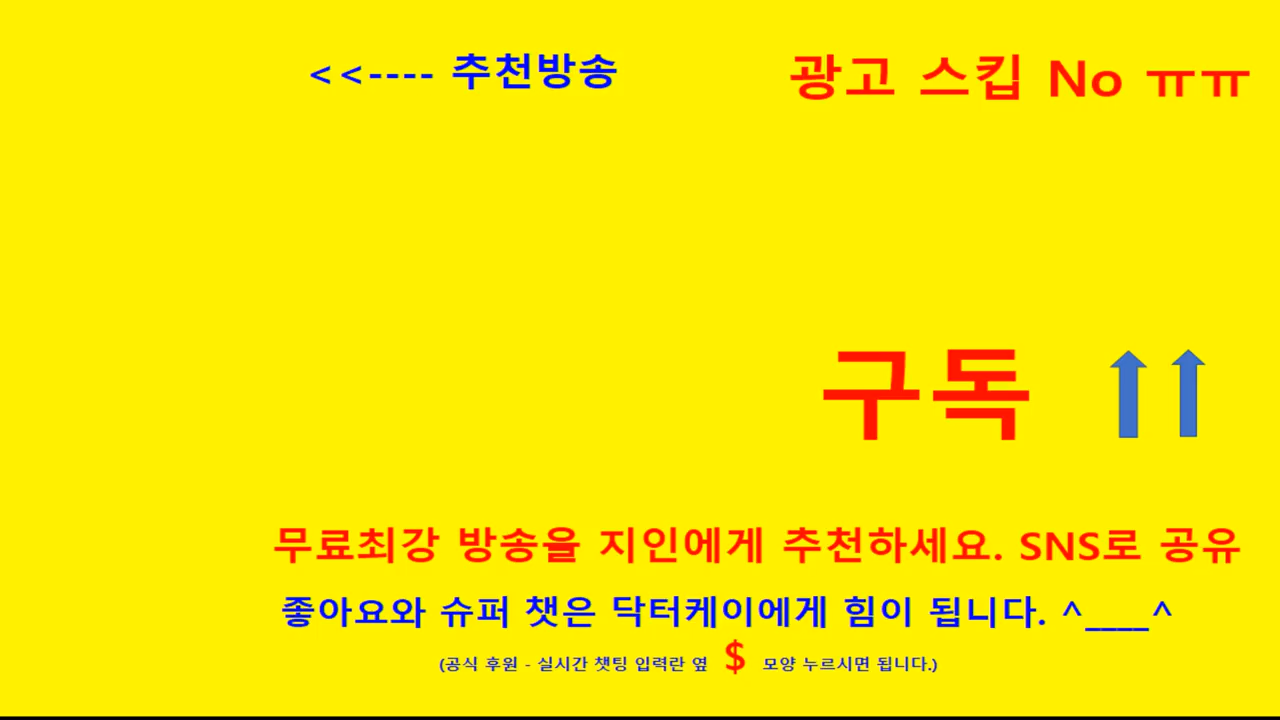 <<---- 추천방송
광고 스킵 No ㅠㅠ
구독
무료최강 방송을 지인에게 추천하세요. SNS로 공유
좋아요와 슈퍼 챗은 닥터케이에게 힘이 됩니다. ^____^
(공식 후원 - 실시간 챗팅 입력란 옆 $ 모양 누르시면 됩니다.)